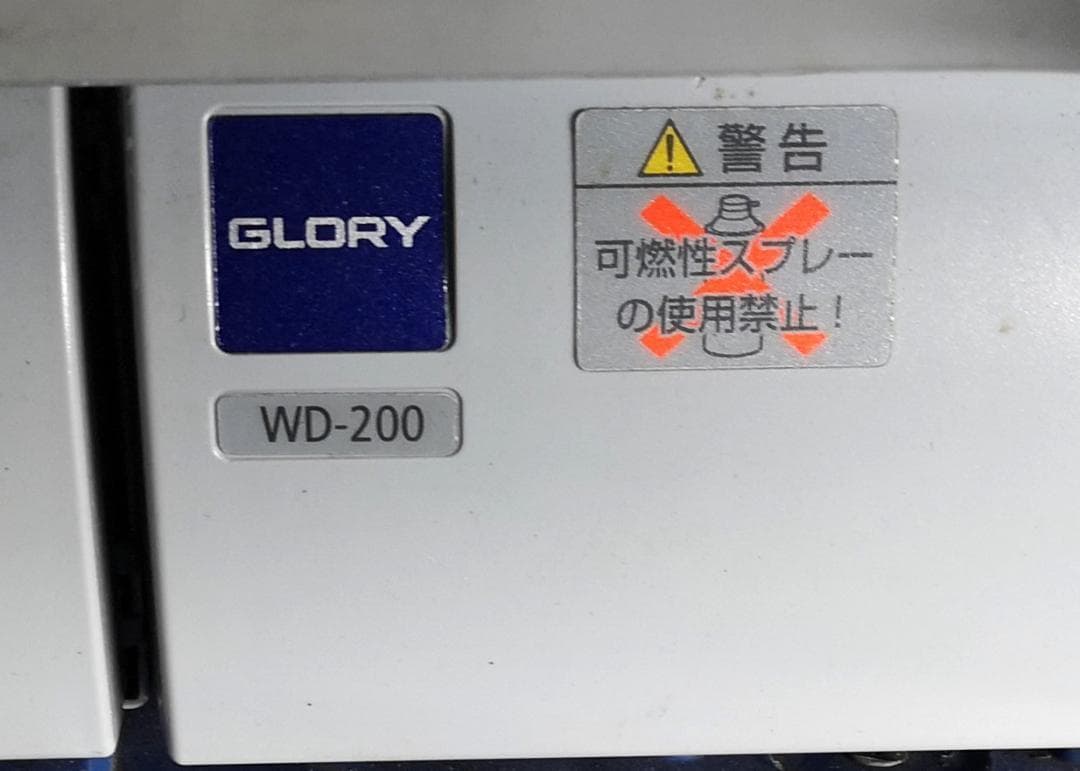 GLORY
WD-200
警告
可燃性スプレー
の使用禁止!